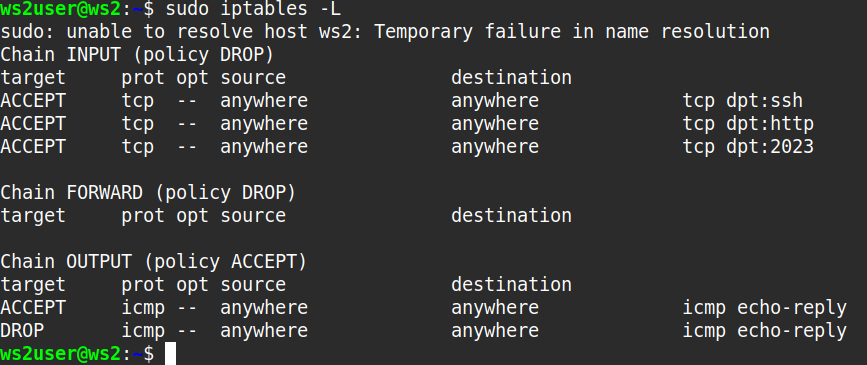 ws2user@ws2:~$ sudo iptables -L
sudo: unable to resolve host ws2: Temporary failure in name resolution
Chain INPUT (policy DROP)
target     prot opt source               destination
ACCEPT     tcp  --  anywhere             anywhere             tcp dpt:ssh
ACCEPT     tcp  --  anywhere             anywhere             tcp dpt:http
ACCEPT     tcp  --  anywhere             anywhere             tcp dpt:2023

Chain FORWARD (policy DROP)
target     prot opt source               destination

Chain OUTPUT (policy ACCEPT)
target     prot opt source               destination
ACCEPT     icmp --  anywhere             anywhere             icmp echo-reply
DROP       icmp --  anywhere             anywhere             icmp echo-reply
ws2user@ws2:~$